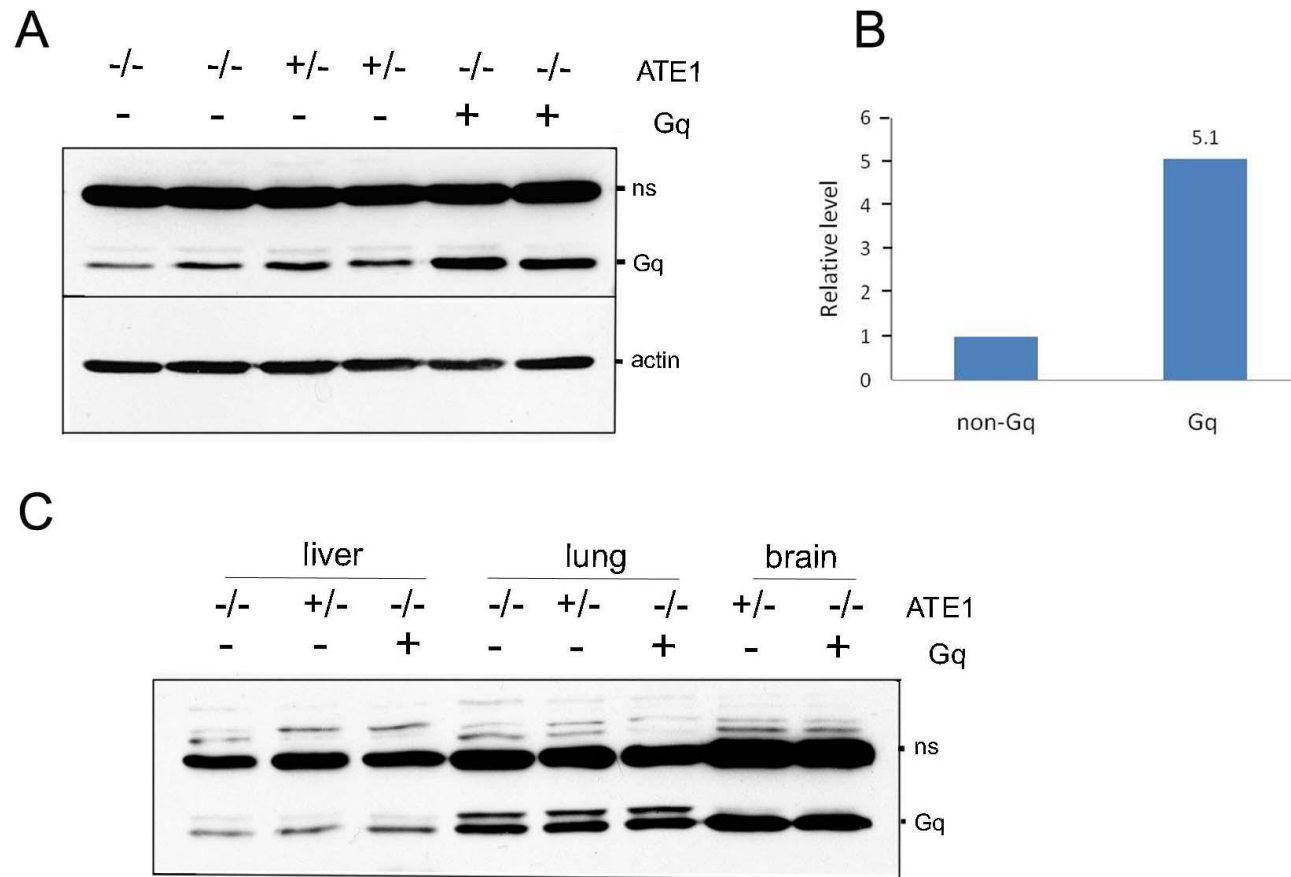 A
-/- -/- +/- +/- -/- -/- ATE1
- - - - + + Gq
ns
Gq
actin
B
6
5
4
3
2
1
0
Relative level
5.1
non-Gq Gq
C
liver lung brain
-/- +/- -/- -/- +/- -/- +/- -/- ATE1
- - + - - + - + Gq
ns
Gq